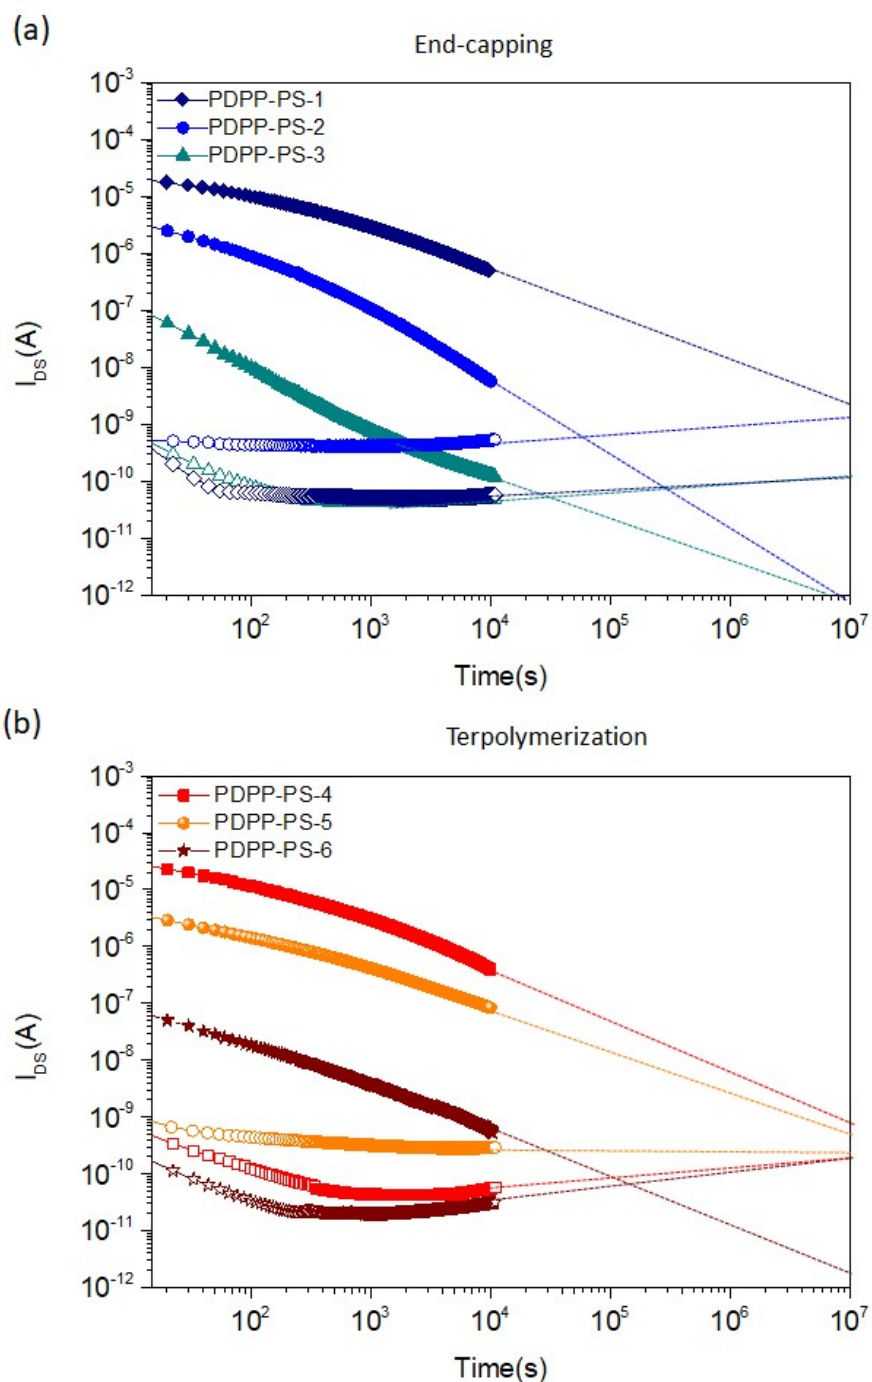 (a)
End-capping
10⁻³
PDPP-PS-1
10⁻⁴
PDPP-PS-2
PDPP-PS-3
10⁻⁵
10⁻⁶
10⁻⁷
10⁻⁸
10⁻⁹
10⁻¹⁰
10⁻¹¹
10⁻¹²
I_DS(A)
10² 10³ 10⁴ 10⁵ 10⁶ 10⁷
Time(s)
(b)
Terpolymerization
10⁻³
PDPP-PS-4
10⁻⁴
PDPP-PS-5
PDPP-PS-6
10⁻⁵
10⁻⁶
10⁻⁷
10⁻⁸
10⁻⁹
10⁻¹⁰
10⁻¹¹
10⁻¹²
I_DS(A)
10² 10³ 10⁴ 10⁵ 10⁶ 10⁷
Time(s)